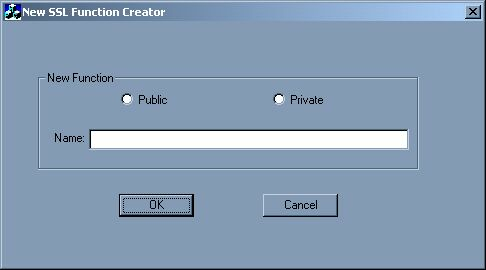 New SSL Function Creator
New Function
Public Private
Name:
OK Cancel